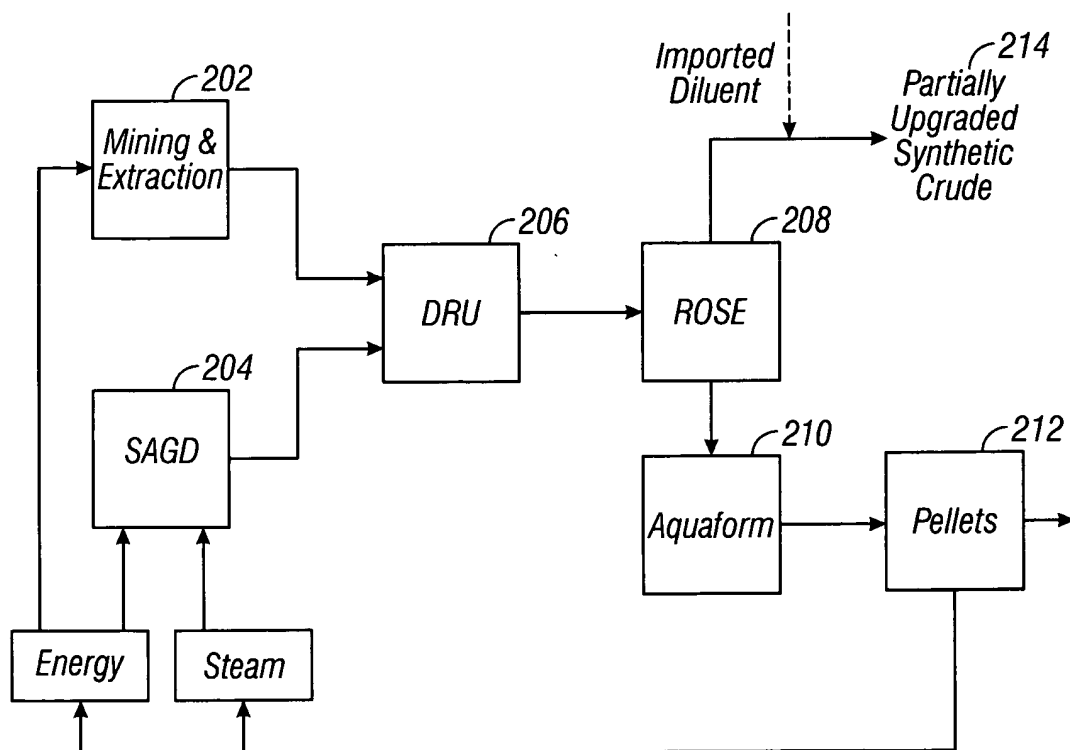 202
Mining &
Extraction
Imported
Diluent
214
Partially
Upgraded
Synthetic
Crude
206
DRU
208
ROSE
204
SAGD
210
Aquaform
212
Pellets
Energy
Steam